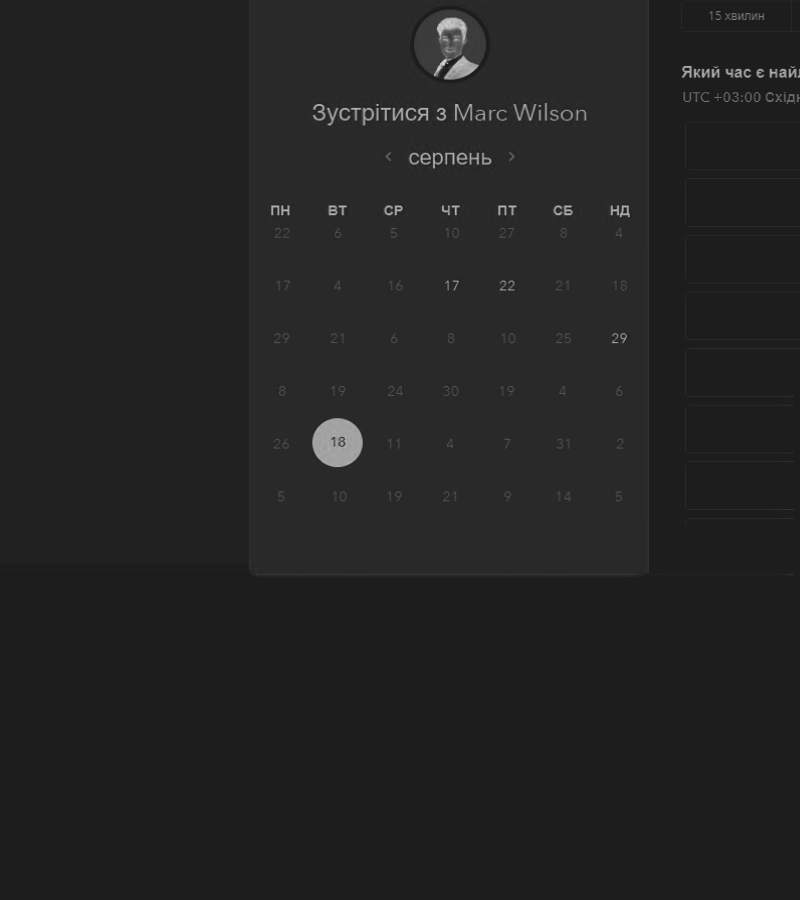 15 хвилин
Зустрітися з Marc Wilson
серпень
ПН ВТ СР ЧТ ПТ СБ НД
22 6 5 10 27 8 4
17 4 16 17 22 21 18
29 21 6 8 10 25 29
8 19 24 30 19 4 6
26 18 11 4 7 31 2
5 10 19 21 9 14 5
Який час є
UTC +03:00